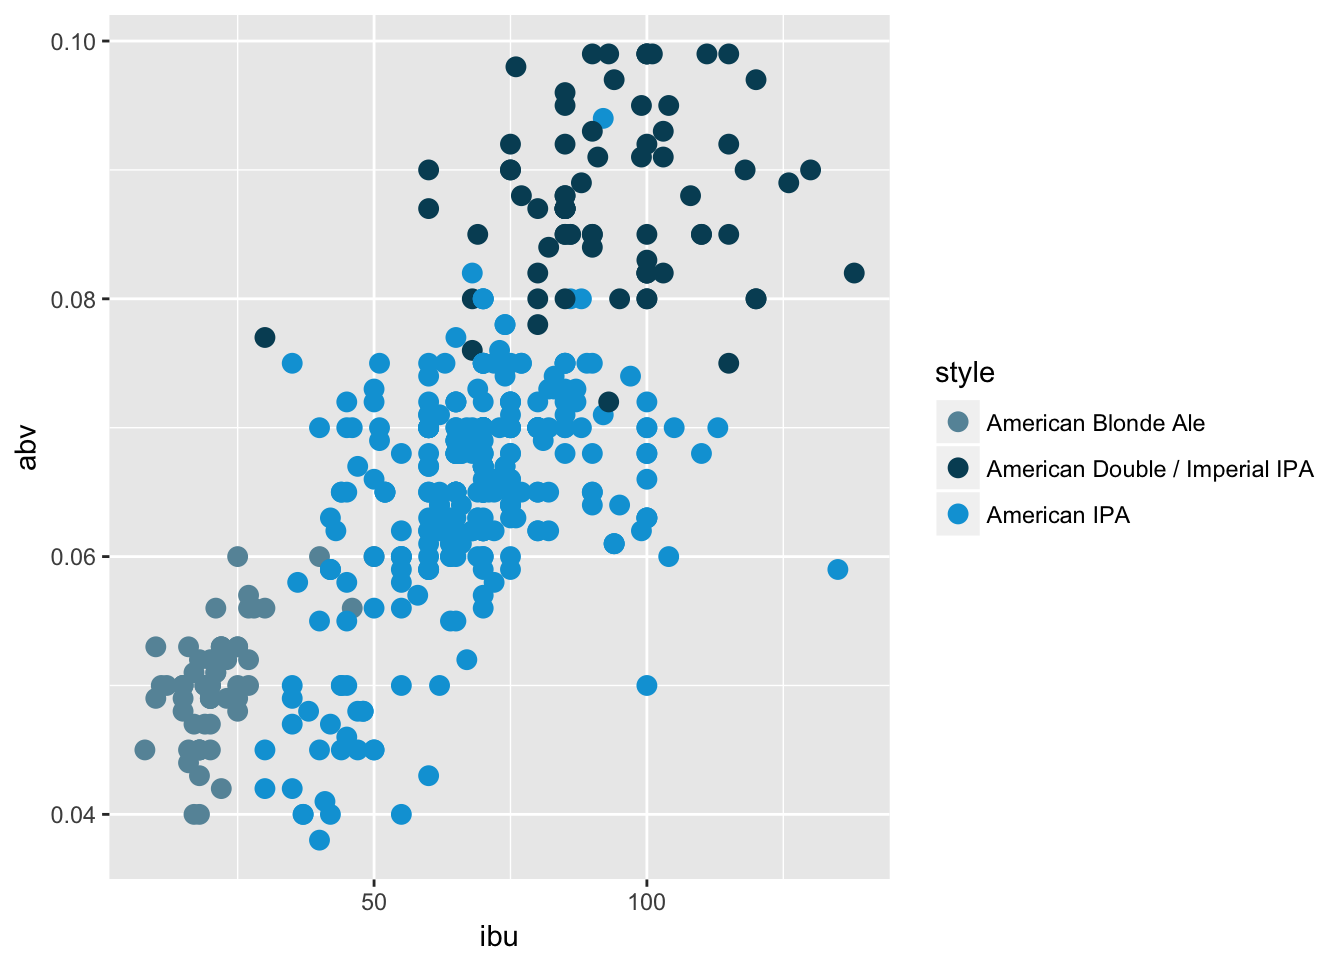 0.10
0.08
0.06
0.04
abv
50
100
ibu
style
American Blonde Ale
American Double / Imperial IPA
American IPA